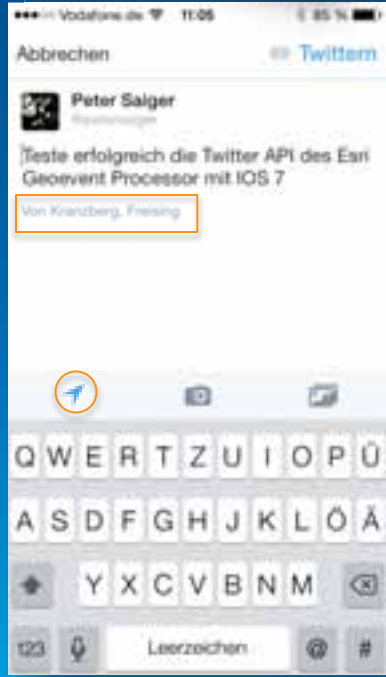 Vodafone.de 11:05 85 %
Abbrechen Twittern
Peter Saiger
Teste erfolgreich die Twitter API des Esri
Geoevent Processor mit IOS 7
Von Kranzberg, Freising
Q W E R T Z U I O P Ü
A S D F G H J K L Ö Ä
Y X C V B N M
123 Leerzeichen @ #